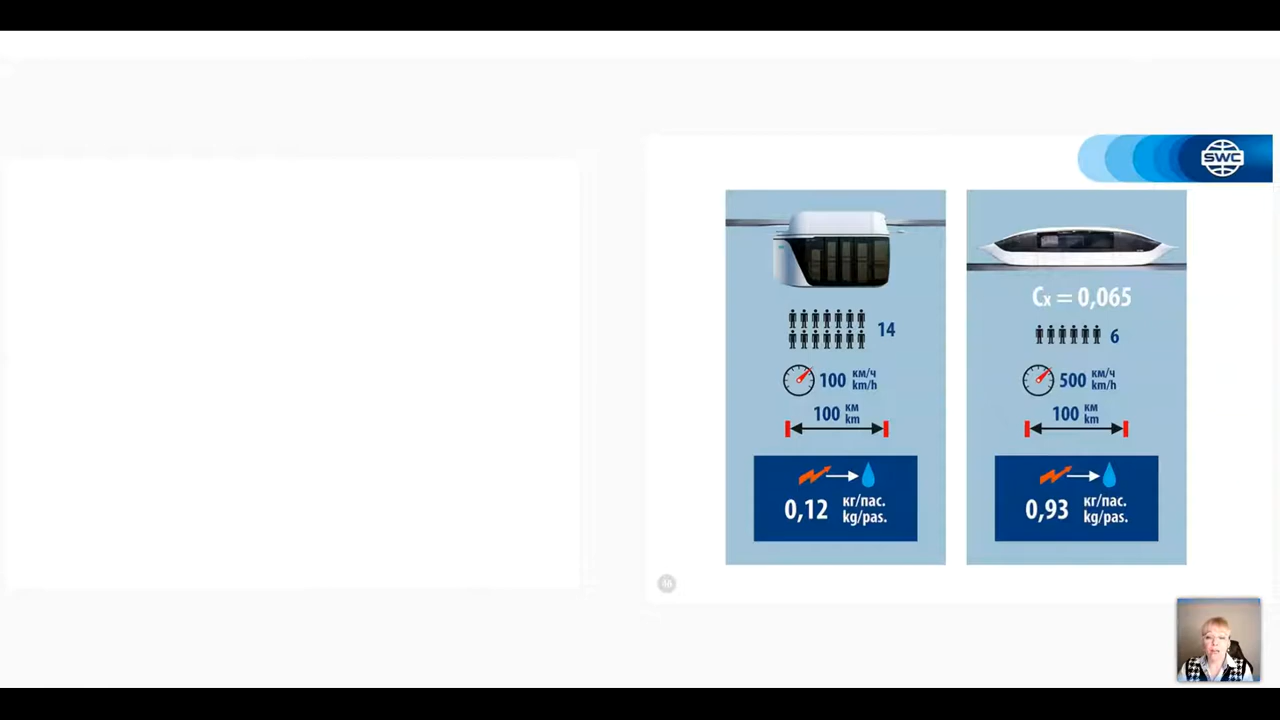 SWC
14
100 км/ч
km/h
100 км
km
0,12 кг/пас.
kg/pas.
Cx = 0,065
6
500 км/ч
km/h
100 км
km
0,93 кг/пас.
kg/pas.